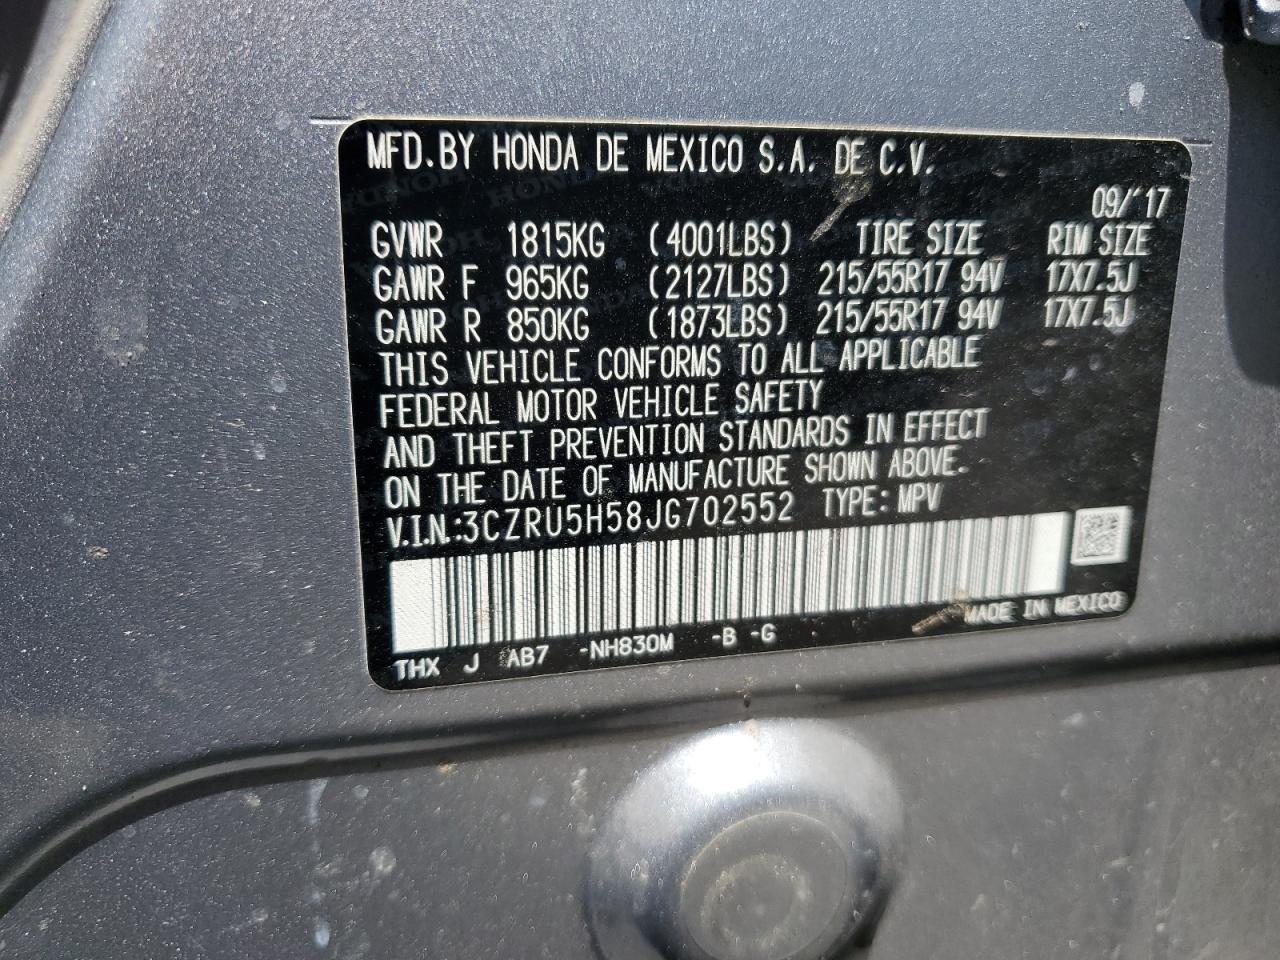 MFD.BY HONDA DE MEXICO S.A. DE C.V.
09/'17
GVWR 1815KG (4001LBS) TIRE SIZE RIM SIZE
GAWR F 965KG (2127LBS) 215/55R17 94V 17X7.5J
GAWR R 850KG (1873LBS) 215/55R17 94V 17X7.5J
THIS VEHICLE CONFORMS TO ALL APPLICABLE
FEDERAL MOTOR VEHICLE SAFETY
AND THEFT PREVENTION STANDARDS IN EFFECT
ON THE DATE OF MANUFACTURE SHOWN ABOVE.
V.I.N.:3CZRU5H58JG702552 TYPE: MPV
MADE IN MEXICO
THX J AB7 -NH830M -B -G